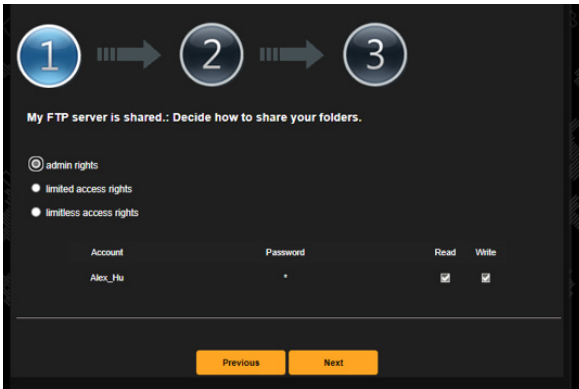 1 2 3
My FTP server is shared.: Decide how to share your folders.
admin rights
limited access rights
limitless access rights
Account Password Read Write
Alex_Hu *
Previous Next